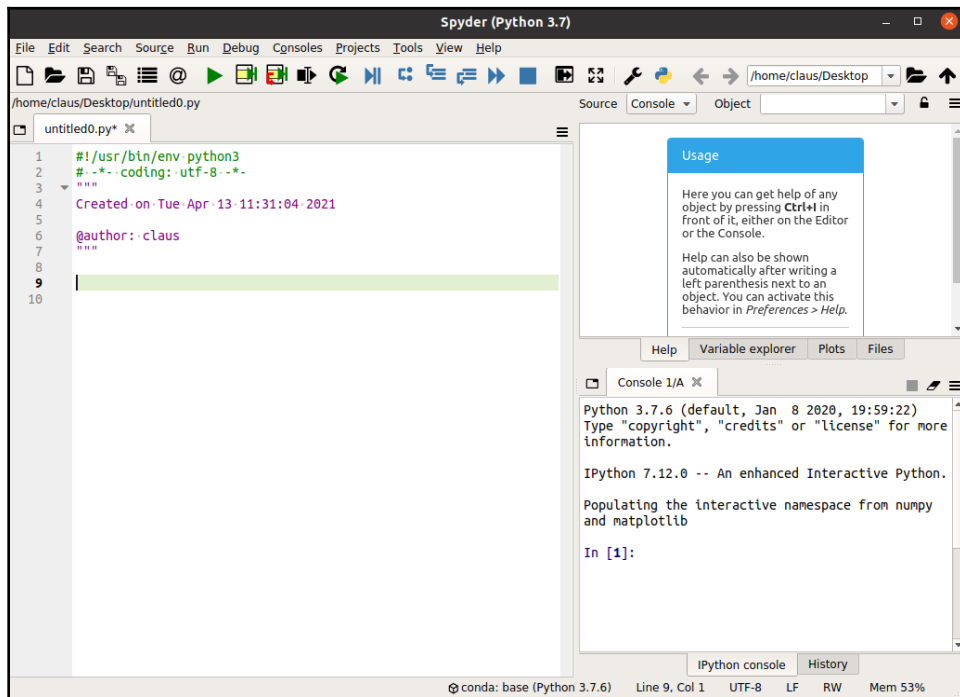 Spyder (Python 3.7)
File Edit Search Source Run Debug Consoles Projects Tools View Help
/home/claus/Desktop
/home/claus/Desktop/untitled0.py
Source Console Object
untitled0.py*
1 #!/usr/bin/env python3
2 # -*- coding: utf-8 -*-
3 """
4 Created on Tue Apr 13 11:31:04 2021
5
6 @author: claus
7 """
8
9
10
Usage
Here you can get help of any
object by pressing Ctrl+I in
front of it, either on the Editor
or the Console.
Help can also be shown
automatically after writing a
left parenthesis next to an
object. You can activate this
behavior in Preferences > Help.
Help Variable explorer Plots Files
Console 1/A
Python 3.7.6 (default, Jan  8 2020, 19:59:22)
Type "copyright", "credits" or "license" for more
information.
IPython 7.12.0 -- An enhanced Interactive Python.
Populating the interactive namespace from numpy
and matplotlib
In [1]:
IPython console History
conda: base (Python 3.7.6) Line 9, Col 1 UTF-8 LF RW Mem 53%